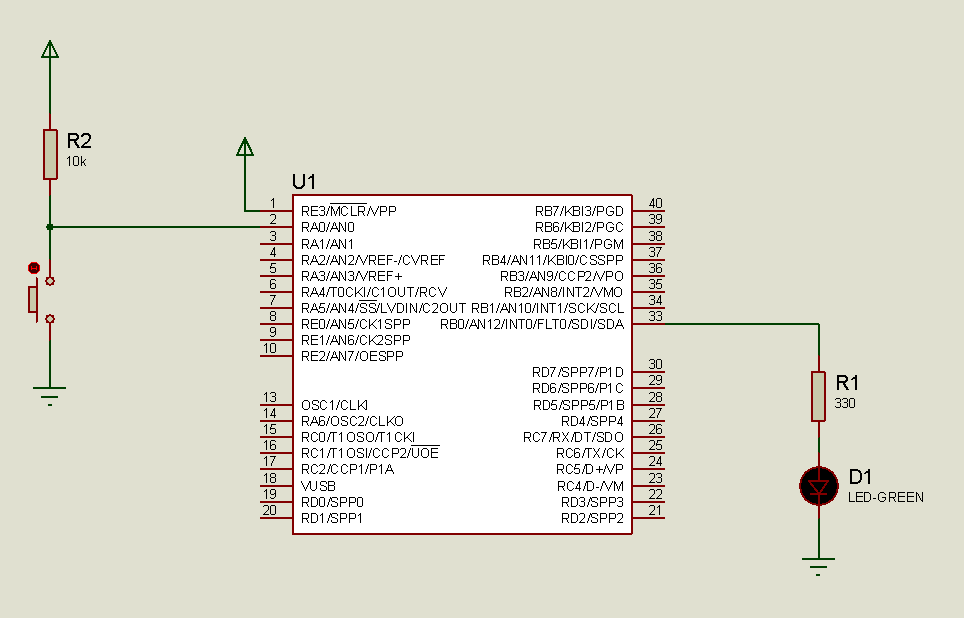 R2
10k
U1
1 RE3/MCLR/VPP
2 RA0/AN0
3 RA1/AN1
4 RA2/AN2/VREF-/CVREF
5 RA3/AN3/VREF+
6 RA4/T0CKI/C1OUT/RCV
7 RA5/AN4/SS/LVDIN/C2OUT
8 RE0/AN5/CK1SPP
9 RE1/AN6/CK2SPP
10 RE2/AN7/OESPP
13 OSC1/CLKI
14 RA6/OSC2/CLKO
15 RC0/T1OSO/T1CKI
16 RC1/T1OSI/CCP2/UOE
17 RC2/CCP1/P1A
18 VUSB
19 RD0/SPP0
20 RD1/SPP1
RB7/KBI3/PGD 40
RB6/KBI2/PGC 39
RB5/KBI1/PGM 38
RB4/AN11/KBI0/CSSPP 37
RB3/AN9/CCP2/VPO 36
RB2/AN8/INT2/VMO 35
RB1/AN10/INT1/SCK/SCL 34
RB0/AN12/INT0/FLT0/SDI/SDA 33
RD7/SPP7/P1D 30
RD6/SPP6/P1C 29
RD5/SPP5/P1B 28
RD4/SPP4 27
RC7/RX/DT/SDO 26
RC6/TX/CK 25
RC5/D+/VP 24
RC4/D-/VM 23
RD3/SPP3 22
RD2/SPP2 21
R1
330
D1
LED-GREEN